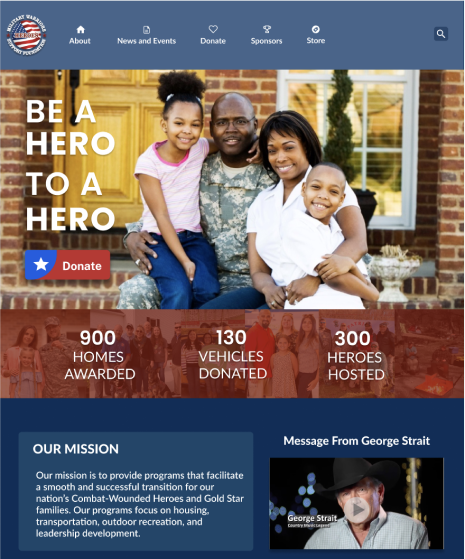 MILITARY WARRIORS
HEROES
SUPPORT FOUNDATION
About
News and Events
Donate
Sponsors
Store
BE A
HERO
TO A
HERO
Donate
900
HOMES
AWARDED
130
VEHICLES
DONATED
300
HEROES
HOSTED
OUR MISSION
Our mission is to provide programs that facilitate
a smooth and successful transition for our
nation's Combat-Wounded Heroes and Gold Star
families. Our programs focus on housing,
transportation, outdoor recreation, and
leadership development.
Message From George Strait
George Strait
Country Music Legend